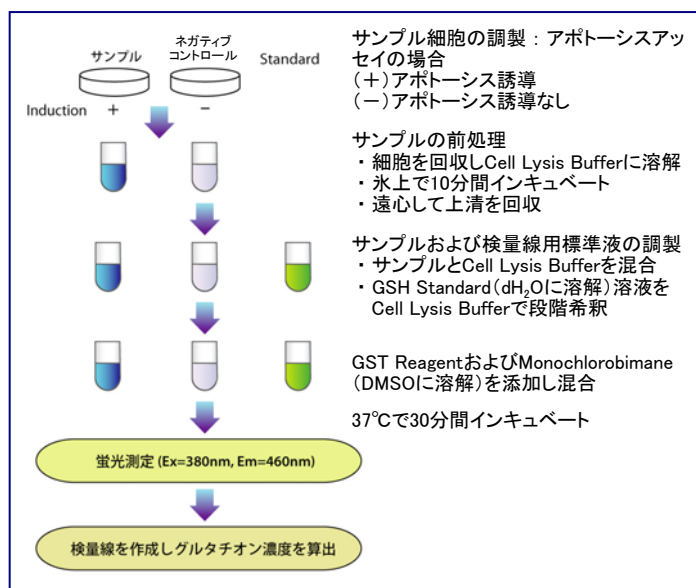 サンプル
ネガティブ
コントロール
Standard
Induction + −
サンプル細胞の調製：アポトーシスアッ
セイの場合
（＋）アポトーシス誘導
（－）アポトーシス誘導なし
サンプルの前処理
・細胞を回収しCell Lysis Bufferに溶解
・氷上で10分間インキュベート
・遠心して上清を回収
サンプルおよび検量線用標準液の調製
・サンプルとCell Lysis Bufferを混合
・GSH Standard（dH₂Oに溶解）溶液を
Cell Lysis Bufferで段階希釈
GST ReagentおよびMonochlorobimane
（DMSOに溶解）を添加し混合
37℃で30分間インキュベート
蛍光測定 (Ex=380nm, Em=460nm)
検量線を作成しグルタチオン濃度を算出